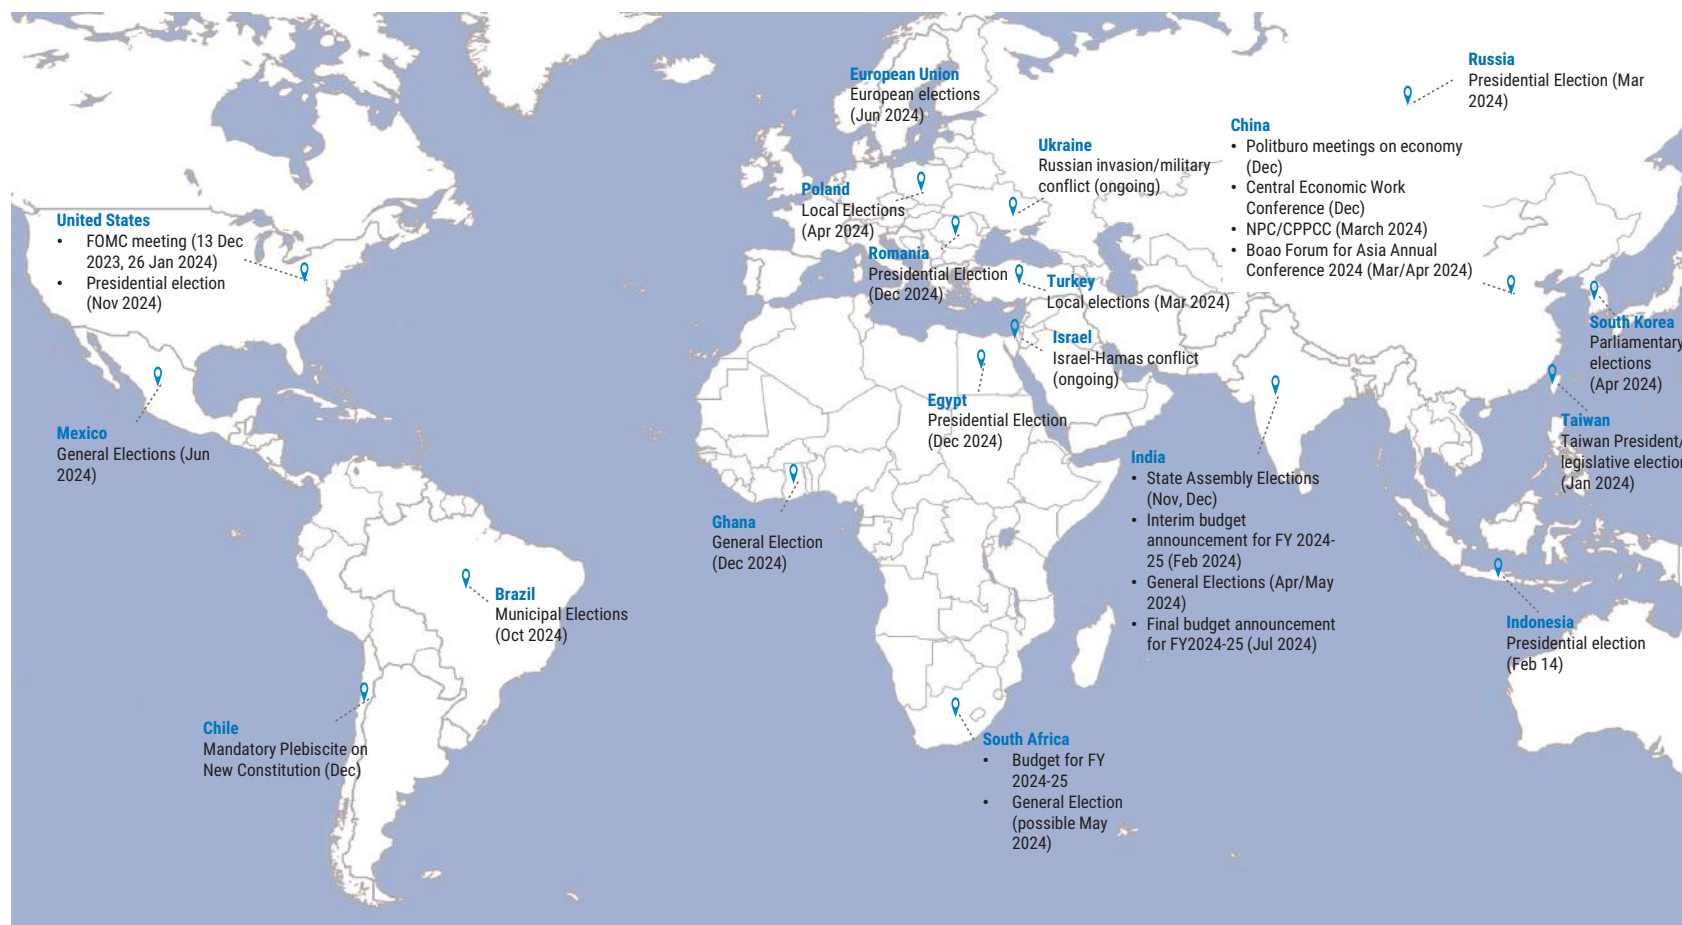 European Union
European elections
(Jun 2024)
Russia
Presidential Election (Mar
2024)
China
• Politburo meetings on economy
(Dec)
• Central Economic Work
Conference (Dec)
• NPC/CPPCC (March 2024)
• Boao Forum for Asia Annual
Conference 2024 (Mar/Apr 2024)
Ukraine
Russian invasion/military
conflict (ongoing)
Poland
Local Elections
(Apr 2024)
United States
• FOMC meeting (13 Dec
2023, 26 Jan 2024)
• Presidential election
(Nov 2024)
Romania
Presidential Election
(Dec 2024)
Turkey
Local elections (Mar 2024)
Israel
Israel-Hamas conflict
(ongoing)
South Korea
Parliamentary
elections
(Apr 2024)
Egypt
Presidential Election
(Dec 2024)
Taiwan
Taiwan President/
legislative election
(Jan 2024)
Mexico
General Elections (Jun
2024)
India
• State Assembly Elections
(Nov, Dec)
• Interim budget
announcement for FY 2024-
25 (Feb 2024)
• General Elections (Apr/May
2024)
• Final budget announcement
for FY2024-25 (Jul 2024)
Ghana
General Election
(Dec 2024)
Brazil
Municipal Elections
(Oct 2024)
Indonesia
Presidential election
(Feb 14)
Chile
Mandatory Plebiscite on
New Constitution (Dec)
South Africa
• Budget for FY
2024-25
• General Election
(possible May
2024)